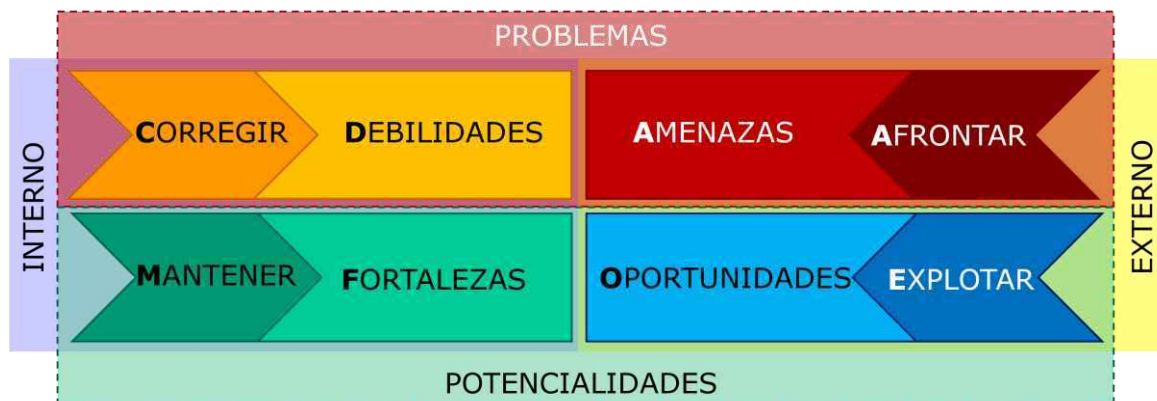 PROBLEMAS
INTERNO
CORREGIR
DEBILIDADES
AMENAZAS
AFRONTAR
EXTERNO
MANTENER
FORTALEZAS
OPORTUNIDADES
EXPLOTAR
POTENCIALIDADES